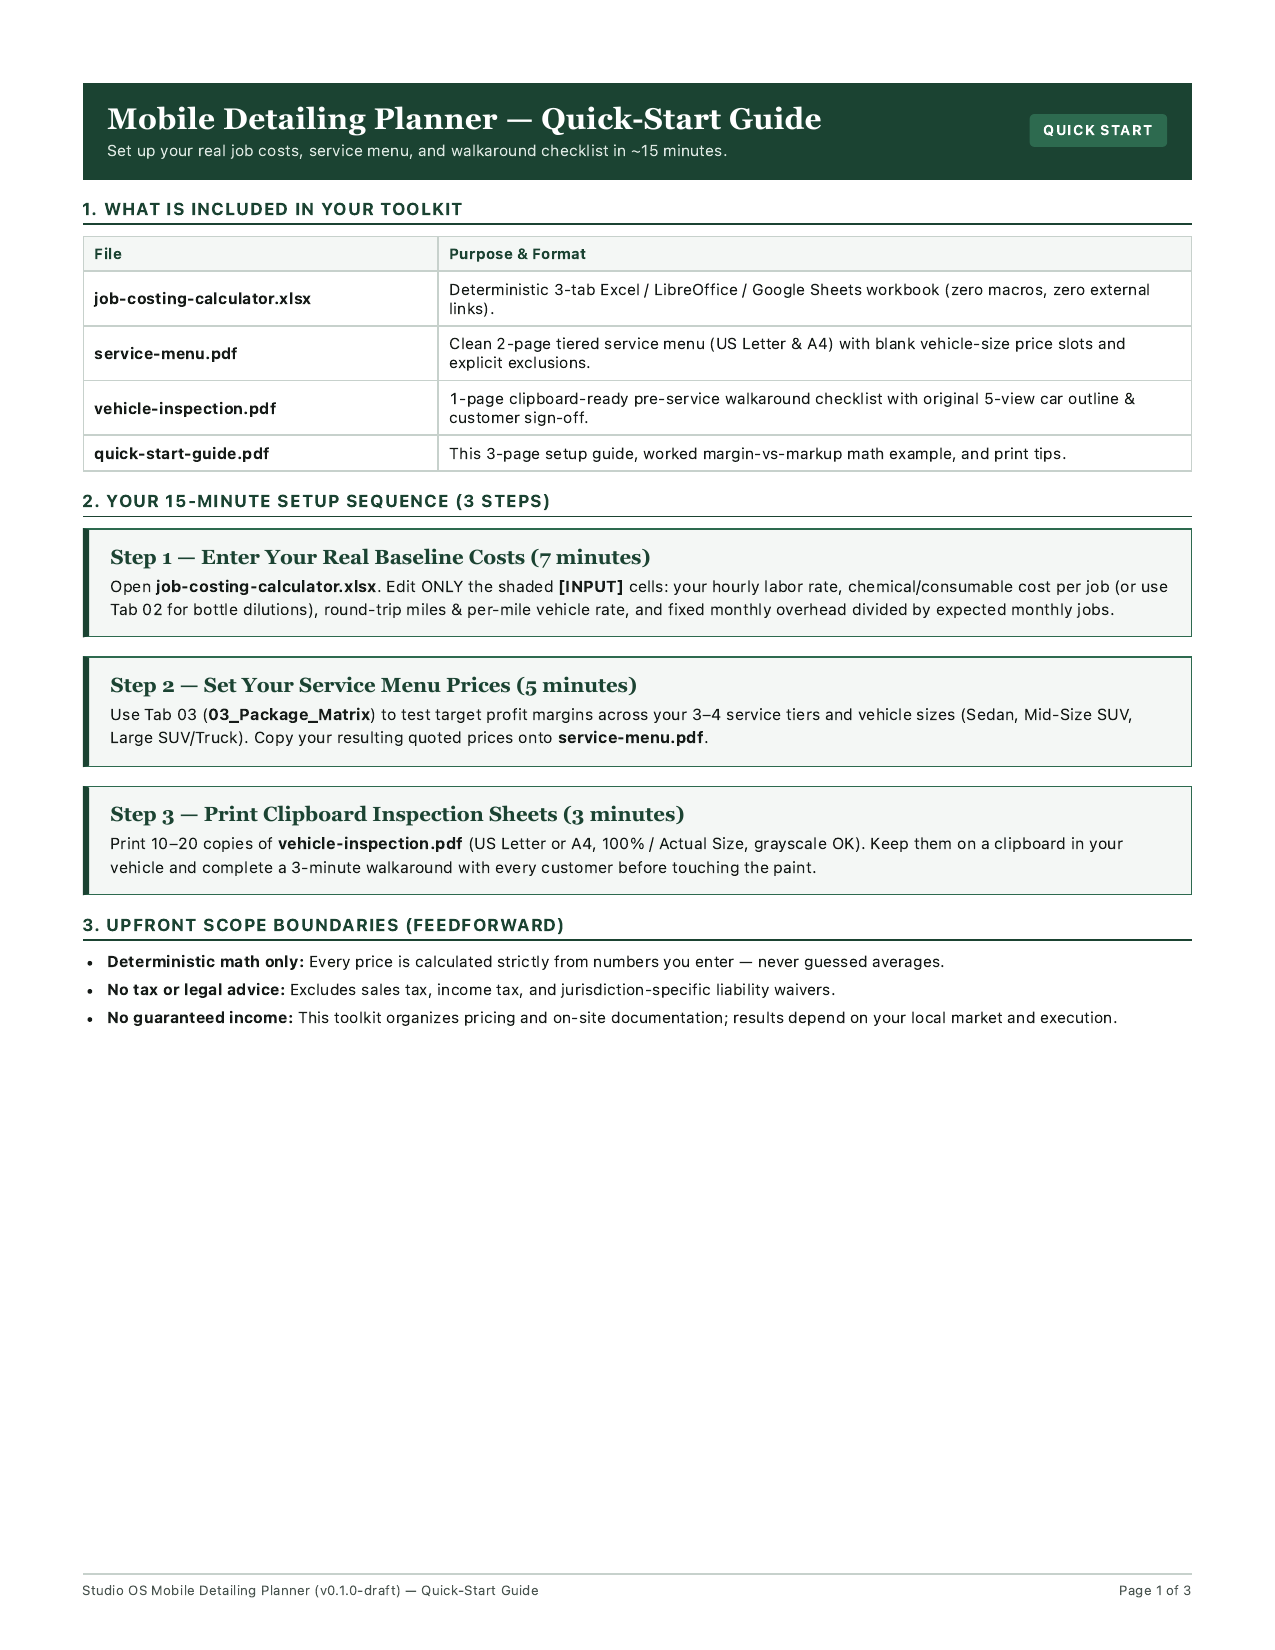 Mobile Detailing Planner — Quick-Start Guide
Set up your real job costs, service menu, and walkaround checklist in ~15 minutes.
QUICK START
1. WHAT IS INCLUDED IN YOUR TOOLKIT
File
Purpose & Format
job-costing-calculator.xlsx
Deterministic 3-tab Excel / LibreOffice / Google Sheets workbook (zero macros, zero external
links).
service-menu.pdf
Clean 2-page tiered service menu (US Letter & A4) with blank vehicle-size price slots and
explicit exclusions.
vehicle-inspection.pdf
1-page clipboard-ready pre-service walkaround checklist with original 5-view car outline &
customer sign-off.
quick-start-guide.pdf
This 3-page setup guide, worked margin-vs-markup math example, and print tips.
2. YOUR 15-MINUTE SETUP SEQUENCE (3 STEPS)
Step 1 — Enter Your Real Baseline Costs (7 minutes)
Open job-costing-calculator.xlsx. Edit ONLY the shaded [INPUT] cells: your hourly labor rate, chemical/consumable cost per job (or use
Tab 02 for bottle dilutions), round-trip miles & per-mile vehicle rate, and fixed monthly overhead divided by expected monthly jobs.
Step 2 — Set Your Service Menu Prices (5 minutes)
Use Tab 03 (03_Package_Matrix) to test target profit margins across your 3–4 service tiers and vehicle sizes (Sedan, Mid-Size SUV,
Large SUV/Truck). Copy your resulting quoted prices onto service-menu.pdf.
Step 3 — Print Clipboard Inspection Sheets (3 minutes)
Print 10–20 copies of vehicle-inspection.pdf (US Letter or A4, 100% / Actual Size, grayscale OK). Keep them on a clipboard in your
vehicle and complete a 3-minute walkaround with every customer before touching the paint.
3. UPFRONT SCOPE BOUNDARIES (FEEDFORWARD)
• Deterministic math only: Every price is calculated strictly from numbers you enter — never guessed averages.
• No tax or legal advice: Excludes sales tax, income tax, and jurisdiction-specific liability waivers.
• No guaranteed income: This toolkit organizes pricing and on-site documentation; results depend on your local market and execution.
Studio OS Mobile Detailing Planner (v0.1.0-draft) — Quick-Start Guide
Page 1 of 3